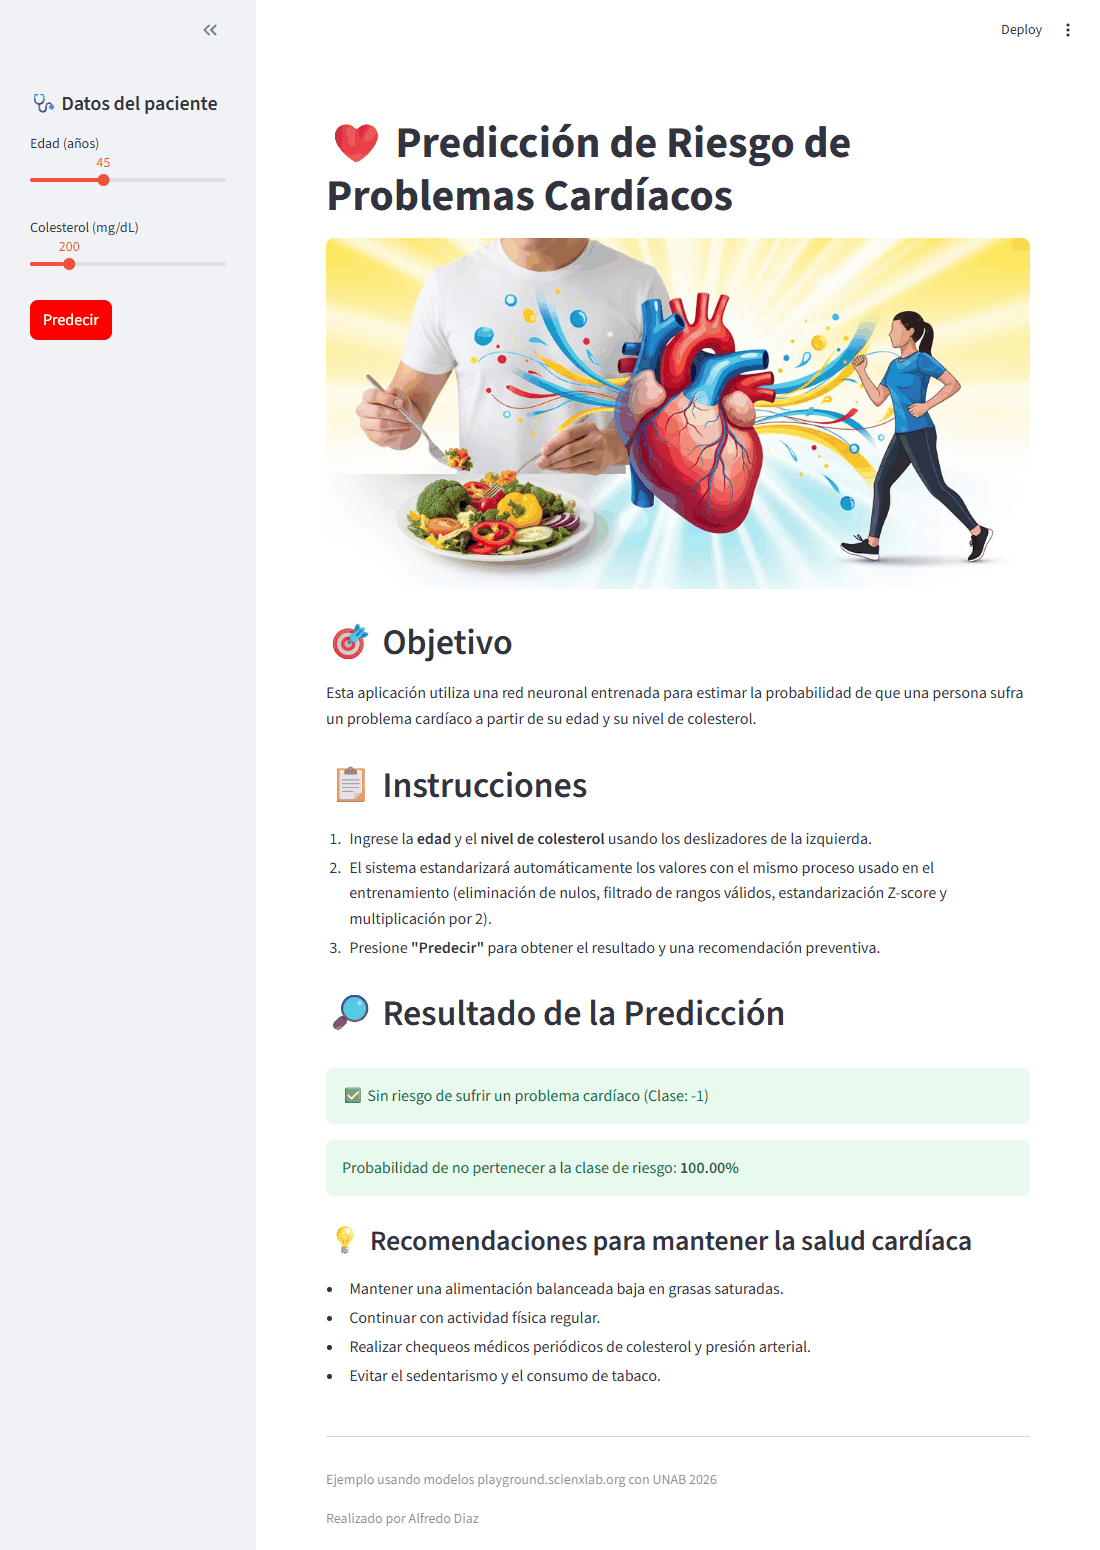 Deploy
Datos del paciente
Edad (años)
45
Colesterol (mg/dL)
200
Predecir
Predicción de Riesgo de
Problemas Cardíacos
Objetivo
Esta aplicación utiliza una red neuronal entrenada para estimar la probabilidad de que una persona sufra
un problema cardíaco a partir de su edad y su nivel de colesterol.
Instrucciones
1. Ingrese la edad y el nivel de colesterol usando los deslizadores de la izquierda.
2. El sistema estandarizará automáticamente los valores con el mismo proceso usado en el
entrenamiento (eliminación de nulos, filtrado de rangos válidos, estandarización Z-score y
multiplicación por 2).
3. Presione "Predecir" para obtener el resultado y una recomendación preventiva.
Resultado de la Predicción
Sin riesgo de sufrir un problema cardíaco (Clase: -1)
Probabilidad de no pertenecer a la clase de riesgo: 100.00%
Recomendaciones para mantener la salud cardíaca
• Mantener una alimentación balanceada baja en grasas saturadas.
• Continuar con actividad física regular.
• Realizar chequeos médicos periódicos de colesterol y presión arterial.
• Evitar el sedentarismo y el consumo de tabaco.
Ejemplo usando modelos playground.scienxlab.org con UNAB 2026
Realizado por Alfredo Diaz